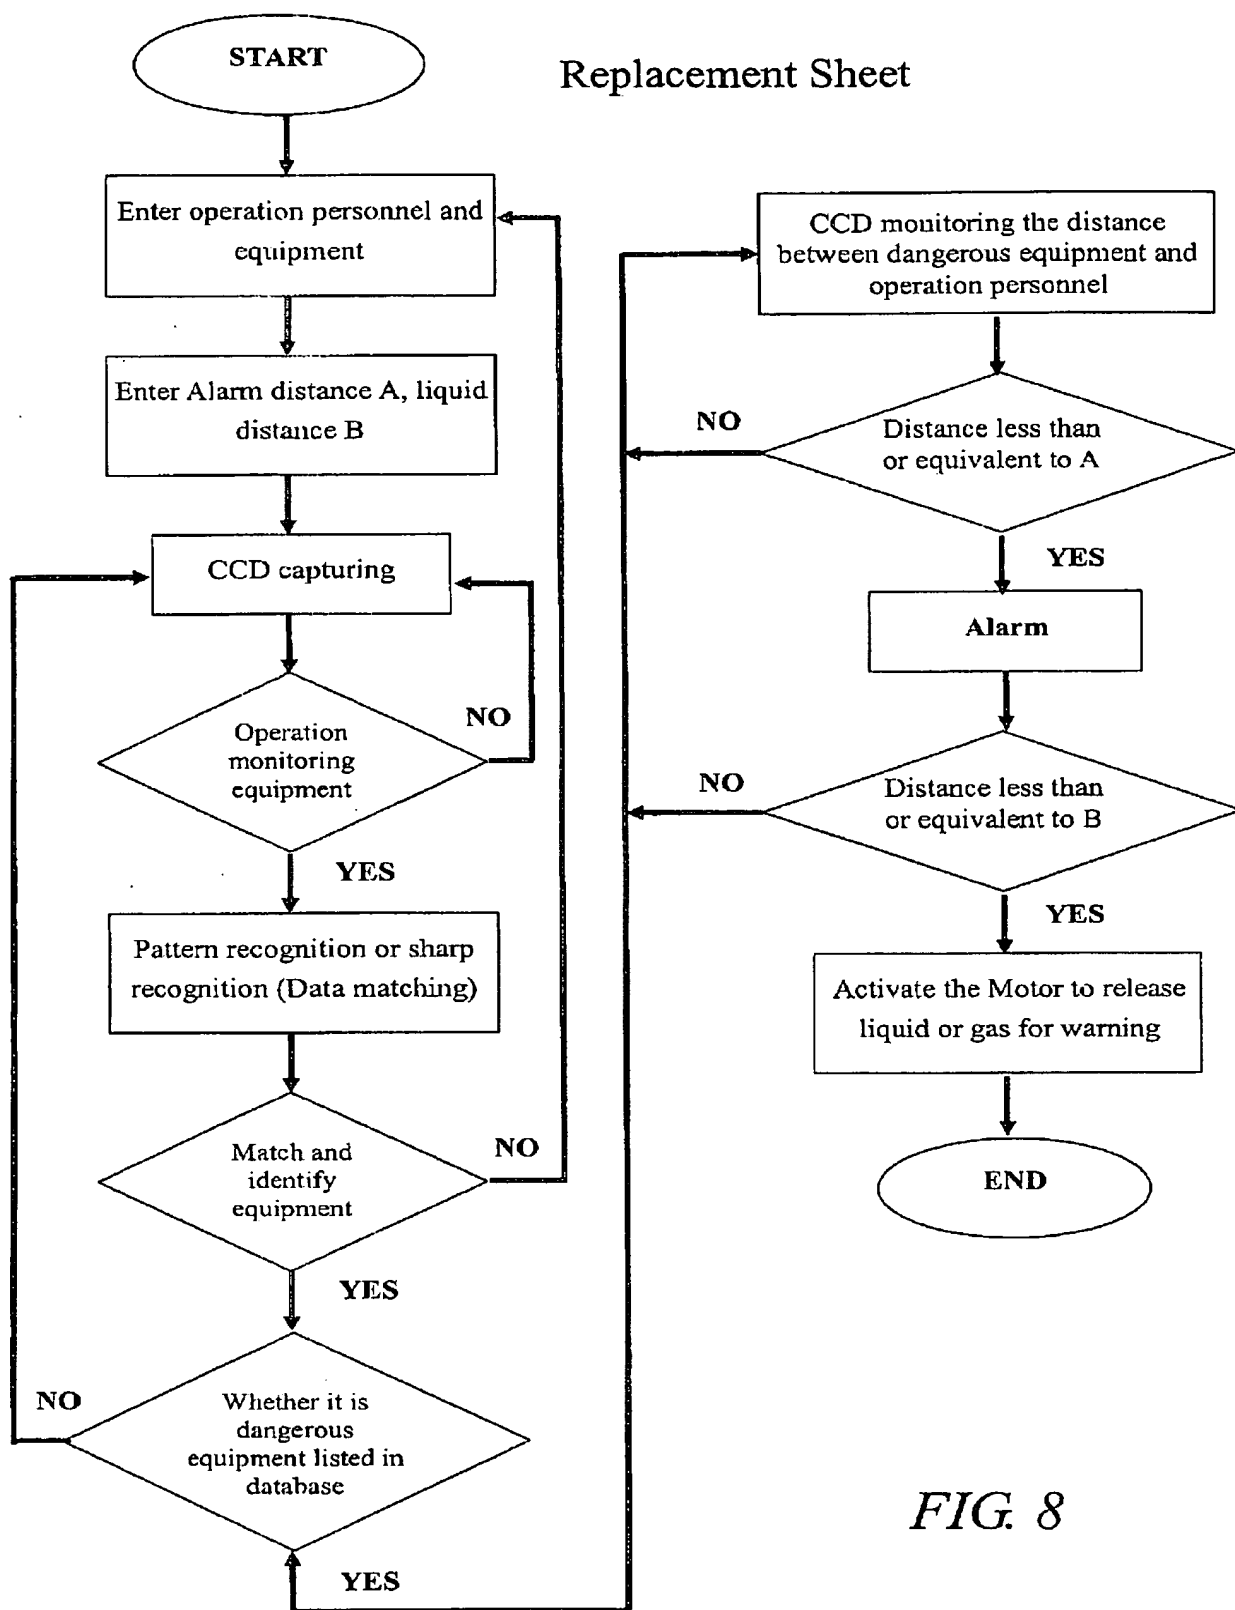 START
Replacement Sheet
Enter operation personnel and
equipment
Enter Alarm distance A, liquid
distance B
CCD capturing
Operation
monitoring
equipment
NO
YES
Pattern recognition or sharp
recognition (Data matching)
Match and
identify
equipment
NO
YES
Whether it is
dangerous
equipment listed in
database
NO
YES
CCD monitoring the distance
between dangerous equipment and
operation personnel
Distance less than
or equivalent to A
NO
YES
Alarm
Distance less than
or equivalent to B
NO
YES
Activate the Motor to release
liquid or gas for warning
END
FIG. 8